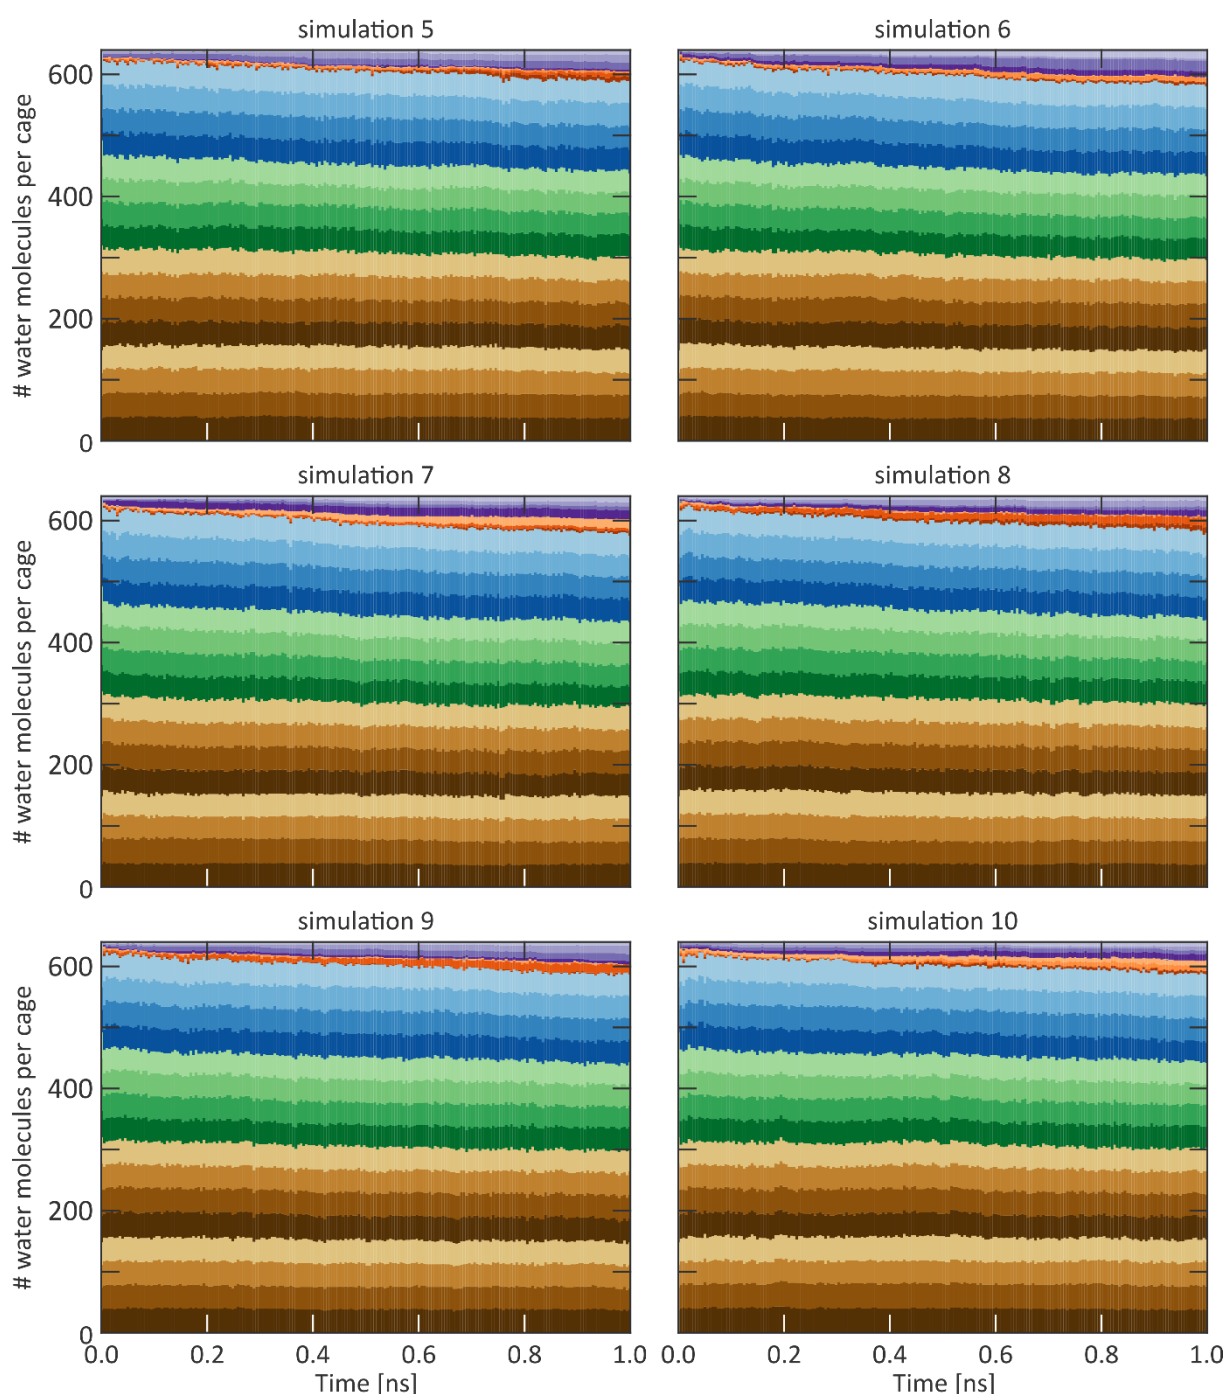 simulation 5
simulation 6
# water molecules per cage
600
400
200
0
simulation 7
simulation 8
# water molecules per cage
600
400
200
0
simulation 9
simulation 10
# water molecules per cage
600
400
200
0
0.0 0.2 0.4 0.6 0.8 1.0
0.0 0.2 0.4 0.6 0.8 1.0
Time [ns]
Time [ns]